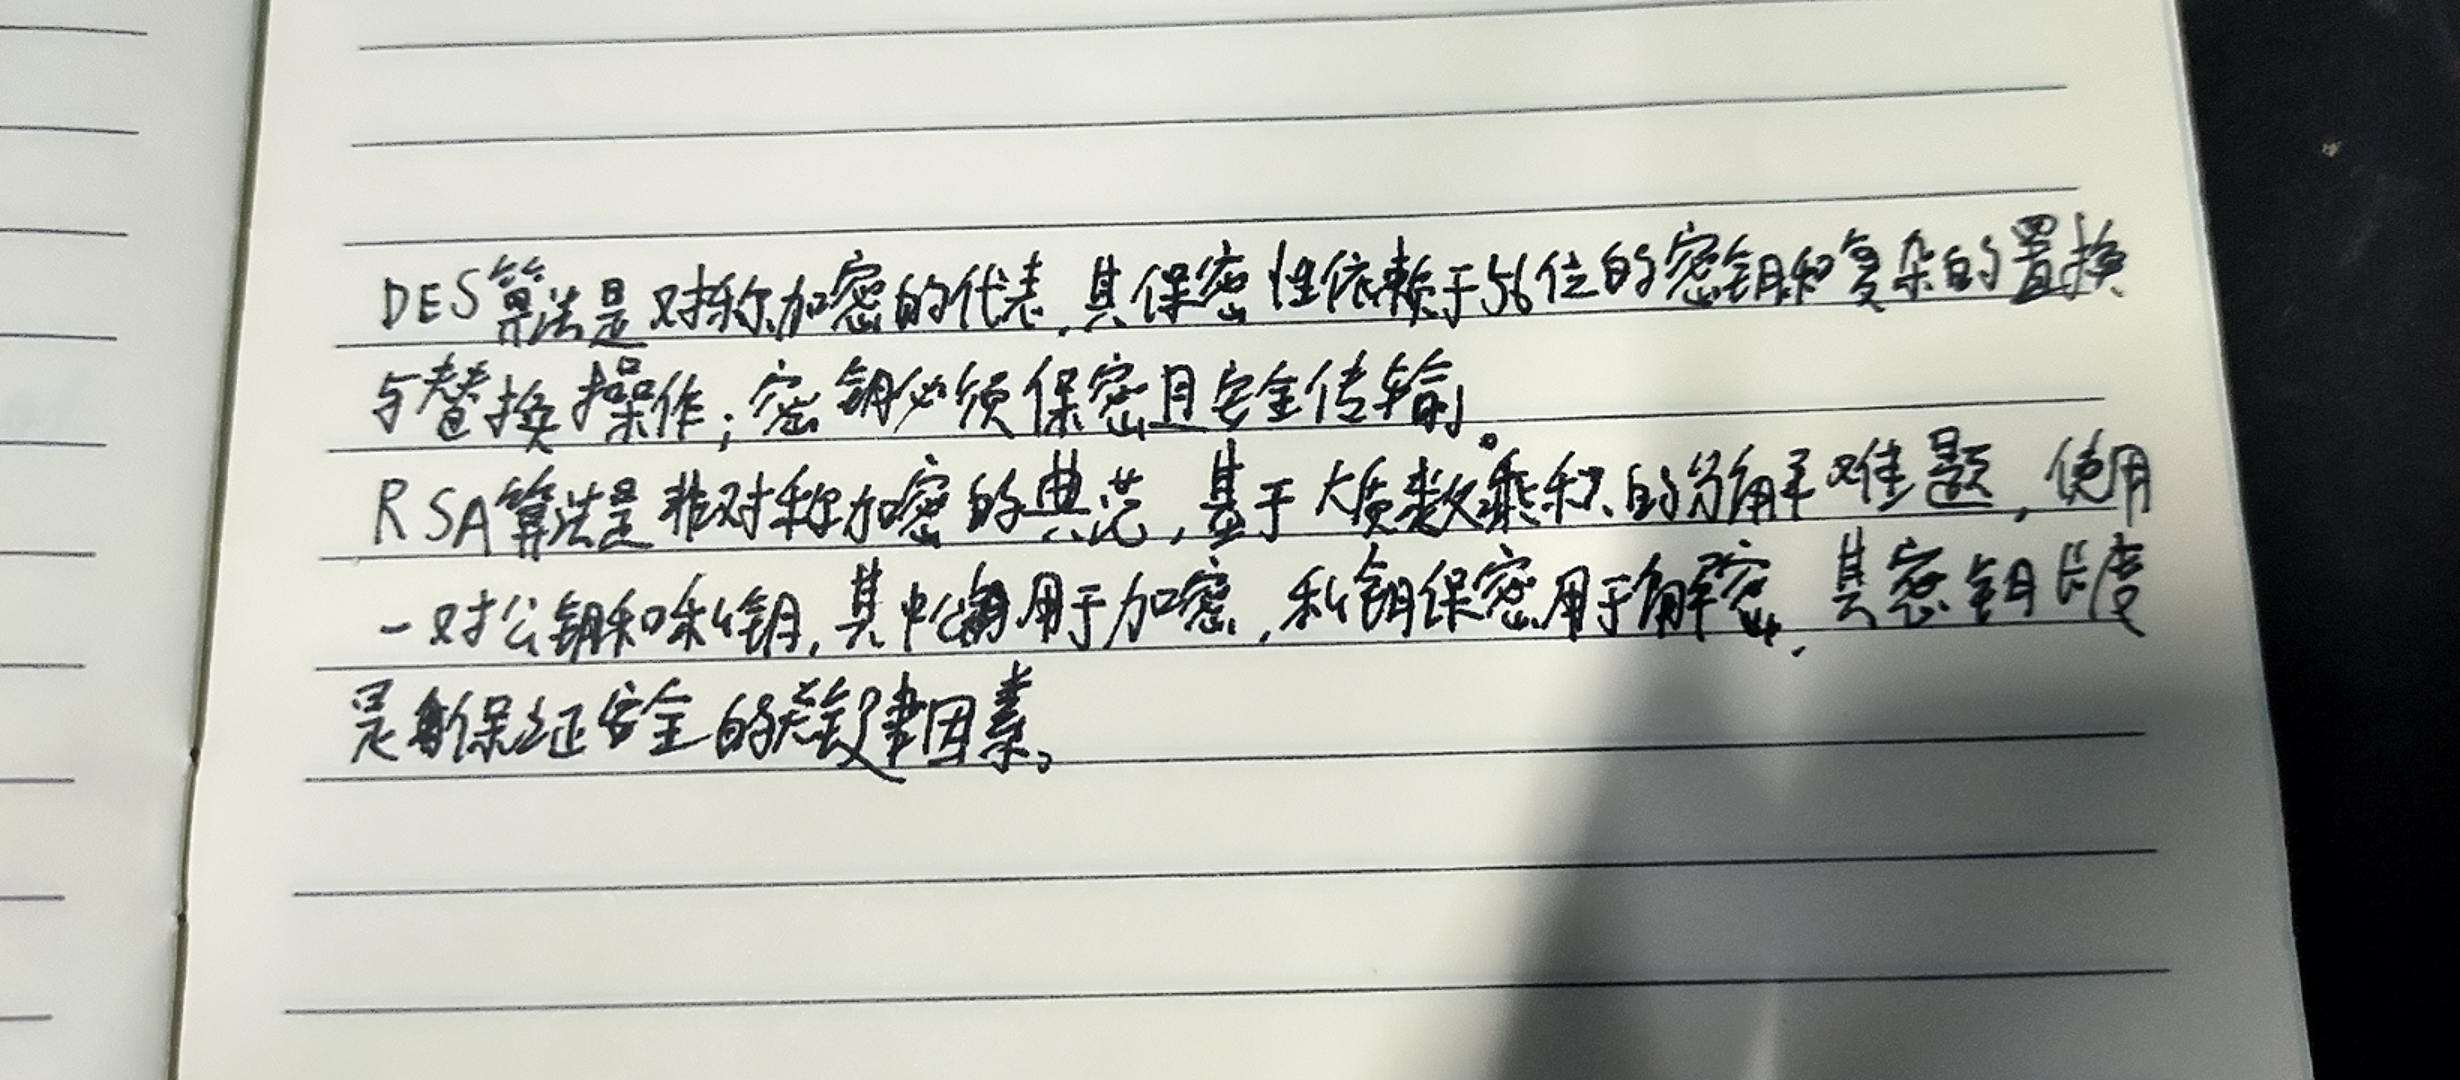 DES算法是对称加密的代表,其保密性依赖于56位的密钥和复杂的置换
与替换操作;密钥必须保密且安全传输。
RSA算法是非对称加密的典范,基于大质数乘积的分解难题,使用
一对公钥和私钥,其中公钥用于加密,私钥保密用于解密,其密钥长度
是保证安全的关键因素。